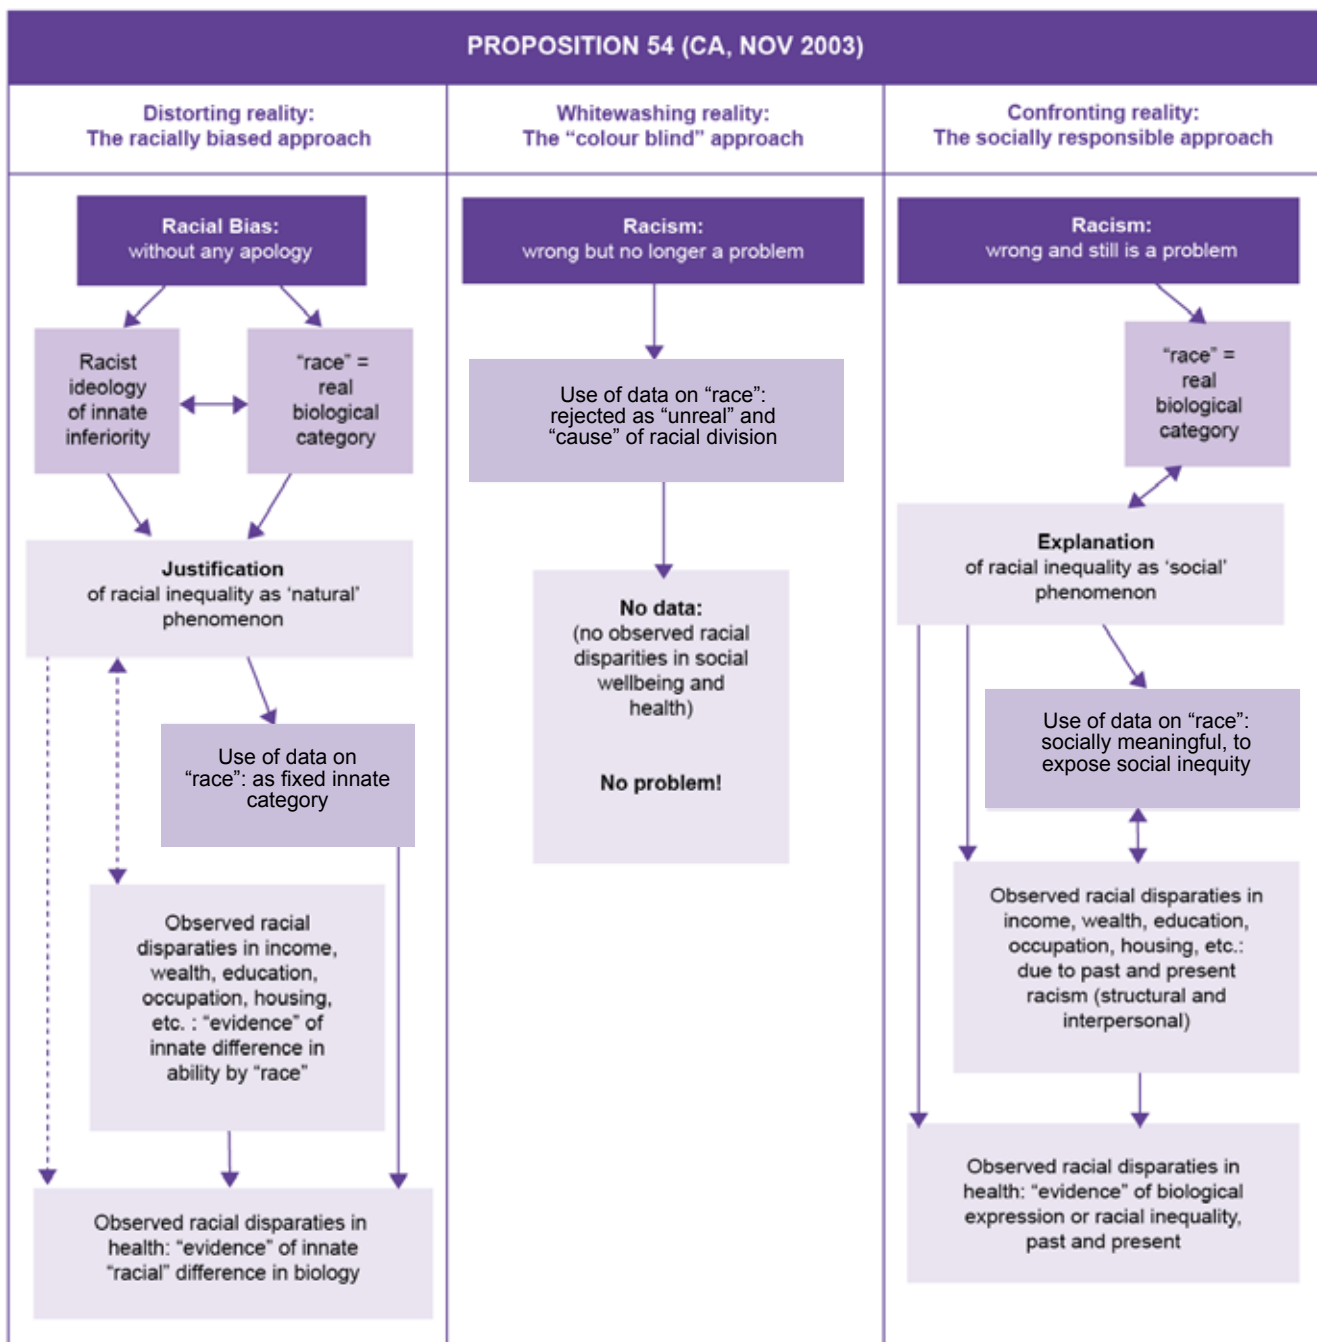 PROPOSITION 54 (CA, NOV 2003)
Distorting reality:
The racially biased approach
Racial Bias:
without any apology
Racist
ideology
of innate
inferiority
"race" =
real
biological
category
Justification
of racial inequality as 'natural'
phenomenon
Use of data on
"race": as fixed innate
category
Observed racial
disparaties in income,
wealth, education,
occupation, housing,
etc. : "evidence" of
innate difference in
ability by "race"
Observed racial disparaties in
health: "evidence" of innate
"racial" difference in biology
Whitewashing reality:
The "colour blind" approach
Racism:
wrong but no longer a problem
Use of data on "race":
rejected as "unreal" and
"cause" of racial division
No data:
(no observed racial
disparities in social
wellbeing and
health)
No problem!
Confronting reality:
The socially responsible approach
Racism:
wrong and still is a problem
"race" =
real
biological
category
Explanation
of racial inequality as 'social'
phenomenon
Use of data on "race":
socially meaningful, to
expose social inequity
Observed racial disparaties in
income, wealth, education,
occupation, housing, etc.:
due to past and present
racism (structural and
interpersonal)
Observed racial disparaties in
health: "evidence" of biological
expression or racial inequality,
past and present